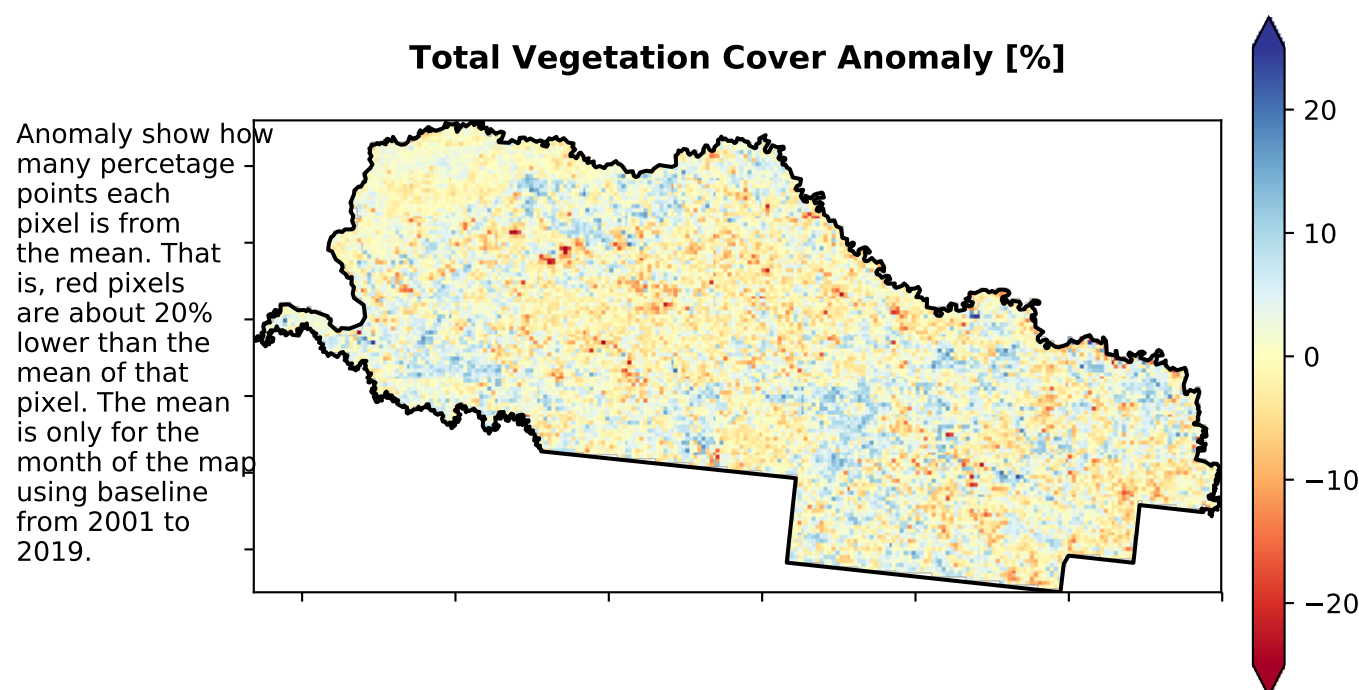 Total Vegetation Cover Anomaly [%]
Anomaly show how
many percetage
points each
pixel is from
the mean. That
is, red pixels
are about 20%
lower than the
mean of that
pixel. The mean
is only for the
month of the map
using baseline
from 2001 to
2019.
20
10
0
−10
−20